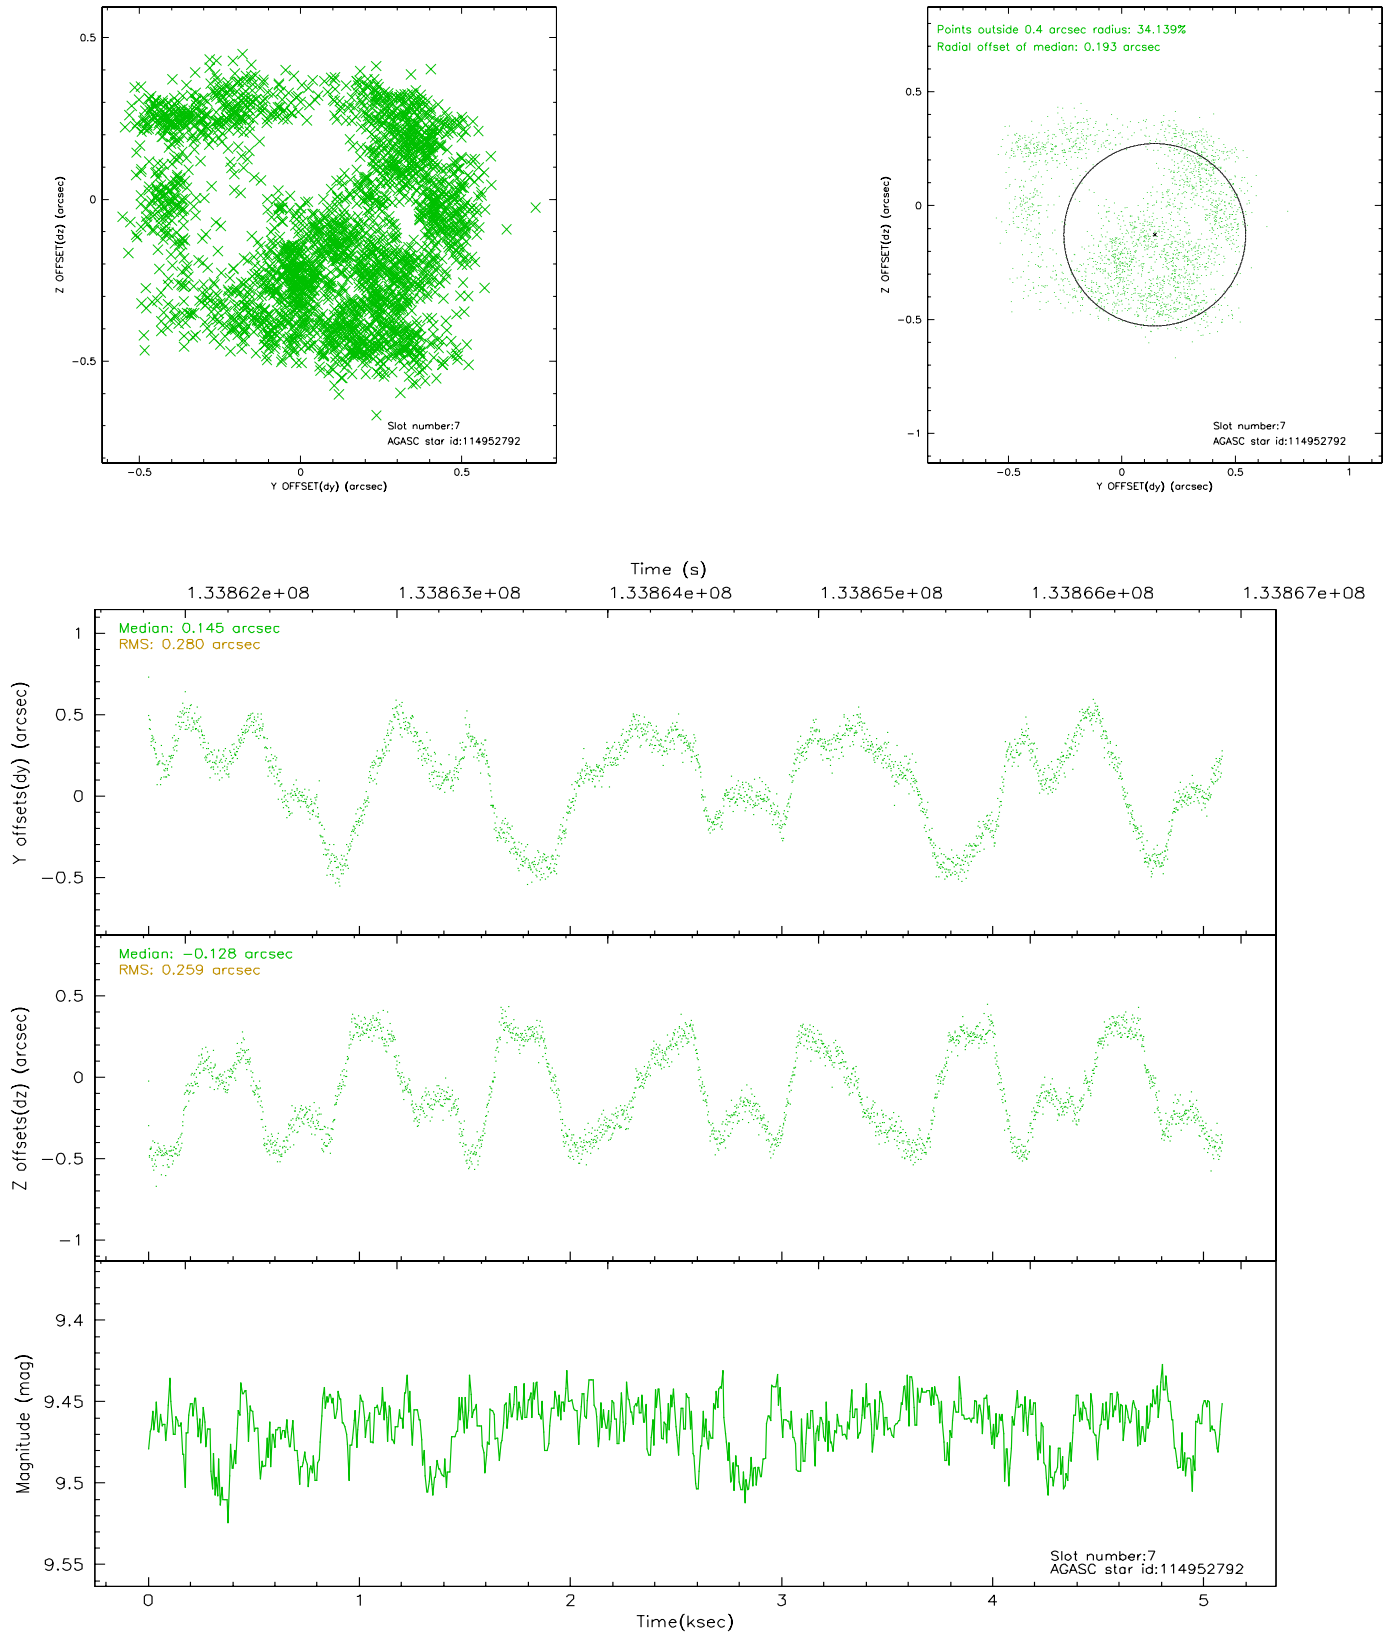 0.5
0
−0.5
Z OFFSET(dz) (arcsec)
Slot number:7
AGASC star id:114952792
−0.5 0 0.5
Y OFFSET(dy) (arcsec)
Points outside 0.4 arcsec radius: 34.139%
Radial offset of median: 0.193 arcsec
0.5
0
−0.5
−1
Z OFFSET(dz) (arcsec)
Slot number:7
AGASC star id:114952792
−0.5 0 0.5 1
Y OFFSET(dy) (arcsec)
Time (s)
1.33862e+08 1.33863e+08 1.33864e+08 1.33865e+08 1.33866e+08 1.33867e+08
Median: 0.145 arcsec
RMS: 0.280 arcsec
1
0.5
0
−0.5
Y offsets(dy) (arcsec)
Median: −0.128 arcsec
RMS: 0.259 arcsec
0.5
0
−0.5
−1
Z offsets(dz) (arcsec)
9.4
9.45
9.5
9.55
Magnitude (mag)
Slot number:7
AGASC star id:114952792
0 1 2 3 4 5
Time(ksec)